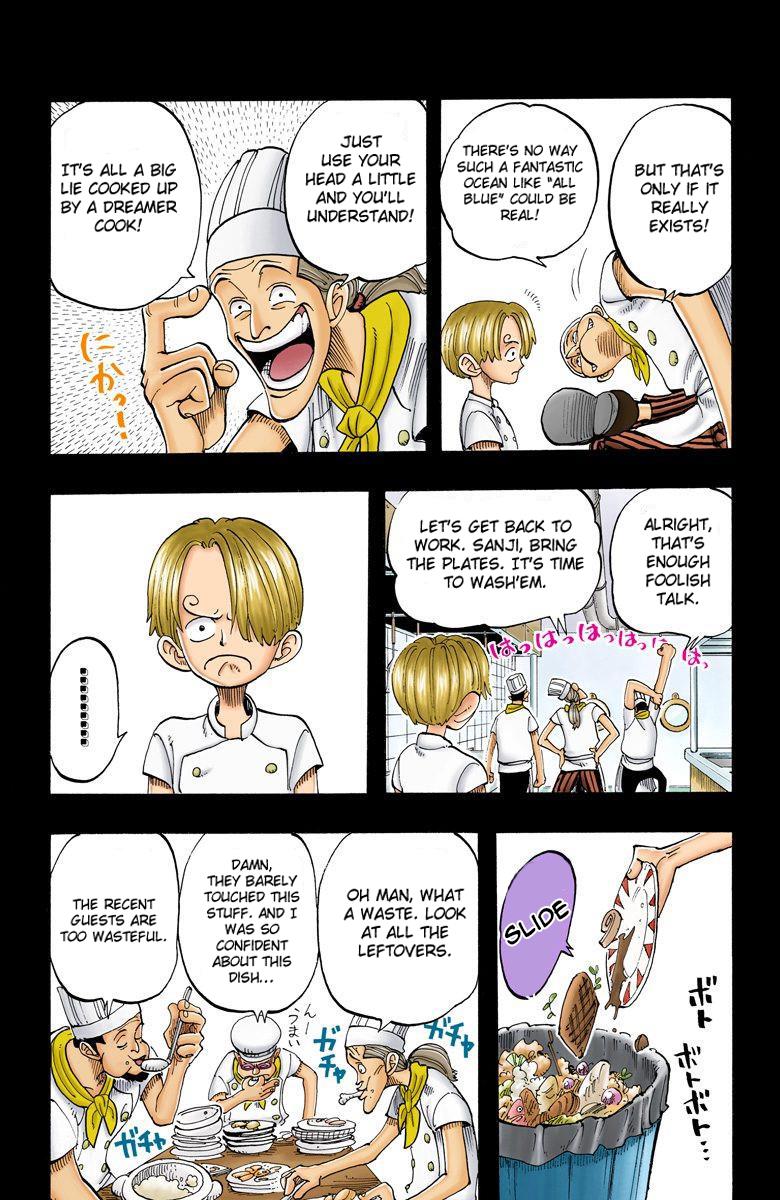 BUT THAT'S
ONLY IF IT
REALLY
EXISTS!
THERE'S NO WAY
SUCH A FANTASTIC
OCEAN LIKE "ALL
BLUE" COULD BE
REAL!
JUST
USE YOUR
HEAD A LITTLE
AND YOU'LL
UNDERSTAND!
IT'S ALL A BIG
LIE COOKED UP
BY A DREAMER
COOK!
にかっ!
ALRIGHT,
THAT'S
ENOUGH
FOOLISH
TALK.
LET'S GET BACK TO
WORK. SANJI, BRING
THE PLATES. IT'S TIME
TO WASH'EM.
はっはっはっはっはっ
............
SLIDE
ボト
ボトボト...
OH MAN, WHAT
A WASTE. LOOK
AT ALL THE
LEFTOVERS.
DAMN,
THEY BARELY
TOUCHED THIS
STUFF. AND I
WAS SO
CONFIDENT
ABOUT THIS
DISH...
THE RECENT
GUESTS ARE
TOO WASTEFUL.
ガチャ
ガチャ
んー
うまい
ガチャ